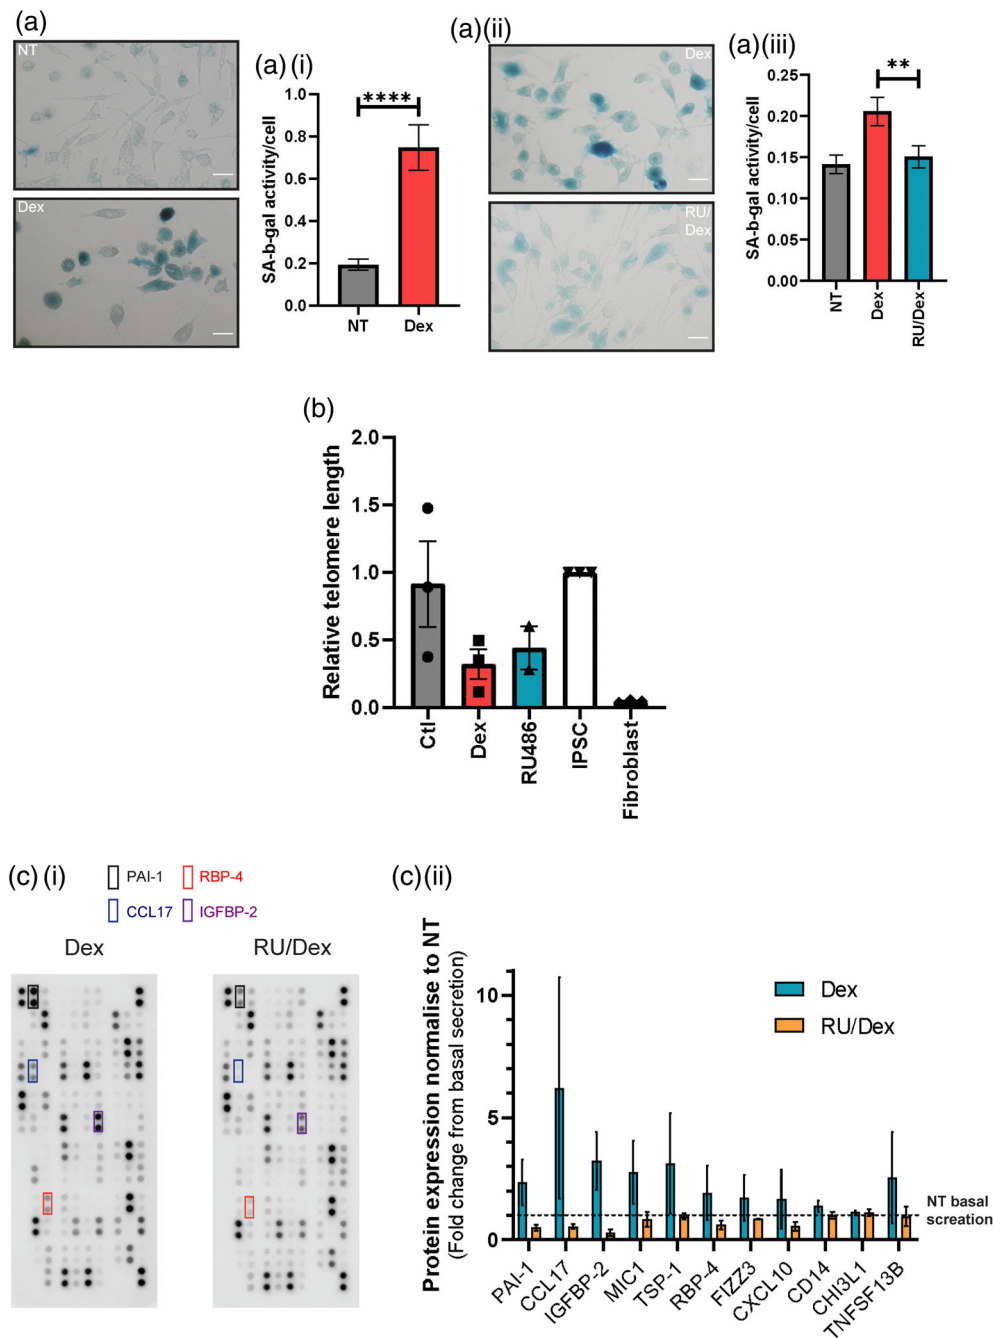 (a)
NT
Dex
(a) (i)
SA-b-gal activity/cell
1.0
0.8
0.6
0.4
0.2
0.0
****
NT
Dex
(a)(ii)
Dex
RU/
Dex
(a)(iii)
SA-b-gal activity/cell
0.25
0.20
0.15
0.10
0.05
0.00
**
NT
Dex
RU/Dex
(b)
Relative telomere length
2.0
1.5
1.0
0.5
0.0
Ctl
Dex
RU486
IPSC
Fibroblast
(c) (i)
PAI-1
RBP-4
CCL17
IGFBP-2
Dex
RU/Dex
(c)(ii)
Protein expression normalise to NT
(Fold change from basal secretion)
10
5
0
Dex
RU/Dex
NT basal
screation
PAI-1
CCL17
IGFBP-2
MIC1
TSP-1
RBP-4
FIZZ3
CXCL10
CD14
CHI3L1
TNFSF13B